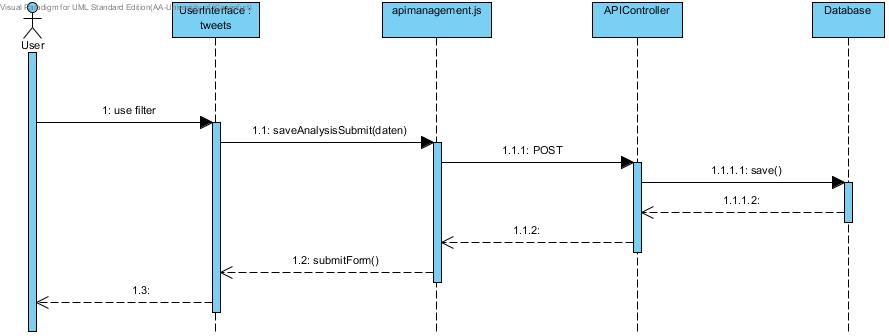 Visual Paradigm for UML Standard Edition(AA-Uni
UserInterface :
tweets
apimanagement.js
APIController
Database
User
1: use filter
1.1: saveAnalysisSubmit(daten)
1.1.1: POST
1.1.1.1: save()
1.1.1.2:
1.1.2:
1.2: submitForm()
1.3: